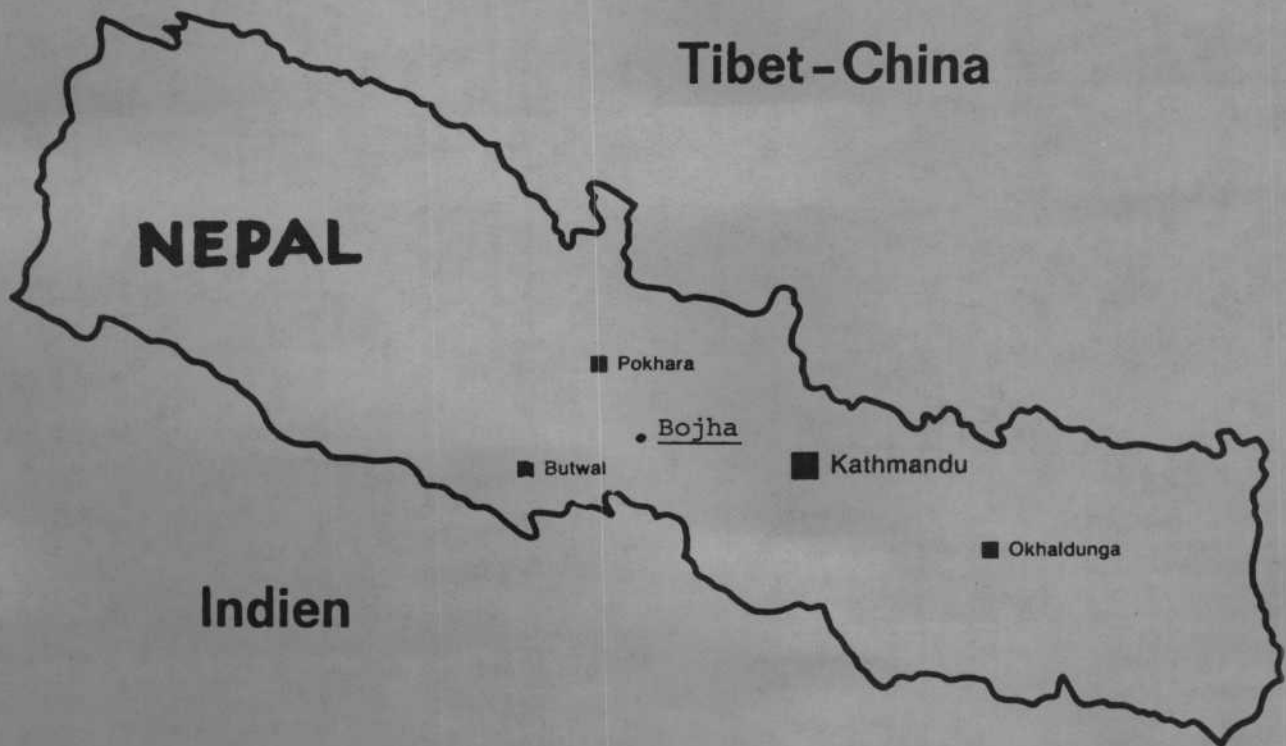 Tibet-China
NEPAL
Pokhara
Bojha
Butwal
Kathmandu
Okhaldunga
Indien